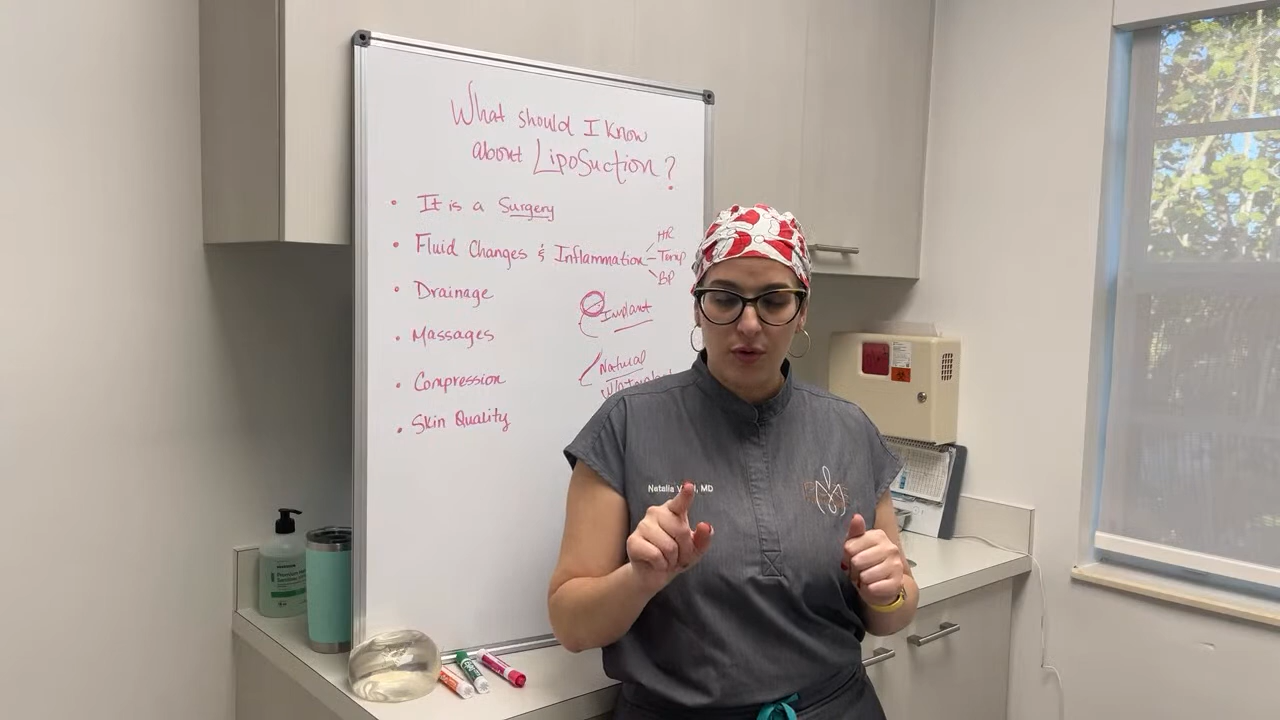 What should I know
about LipoSuction?
• It is a Surgery
• Fluid Changes & Inflammation
HR
Temp
BP
• Drainage
Implant
• Massages
Natural
• Compression
• Skin Quality
Natalia MD